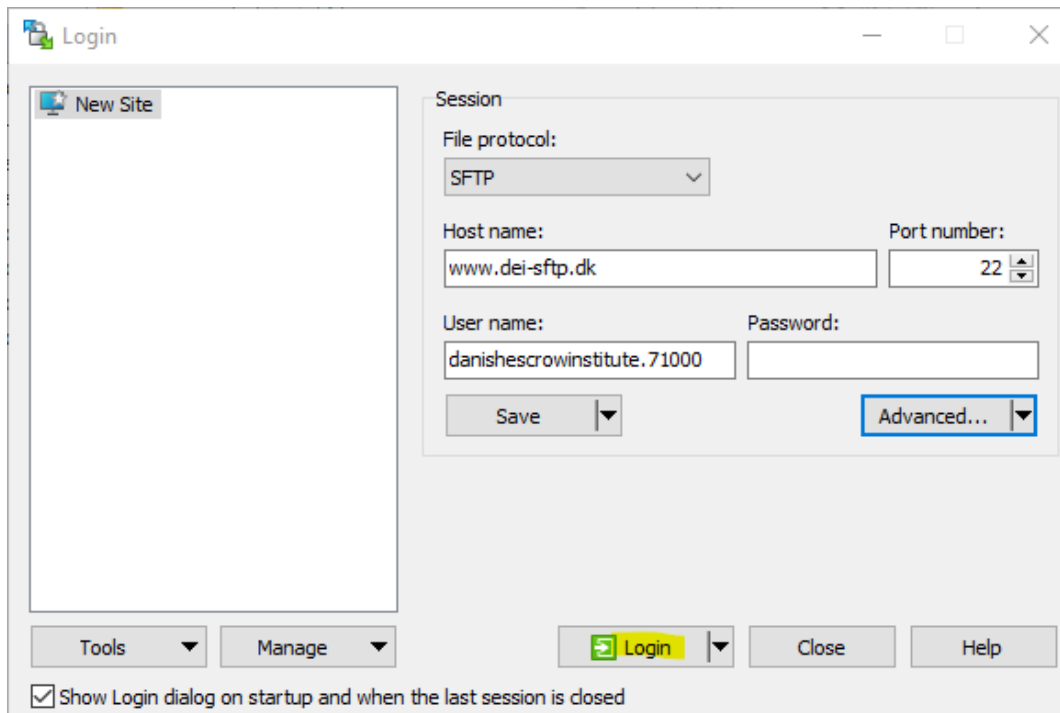 Login
New Site
Session
File protocol:
SFTP
Host name:
Port number:
www.dei-sftp.dk
22
User name:
Password:
danishescrowinstitute.71000
Save
Advanced...
Tools
Manage
Login
Close
Help
Show Login dialog on startup and when the last session is closed